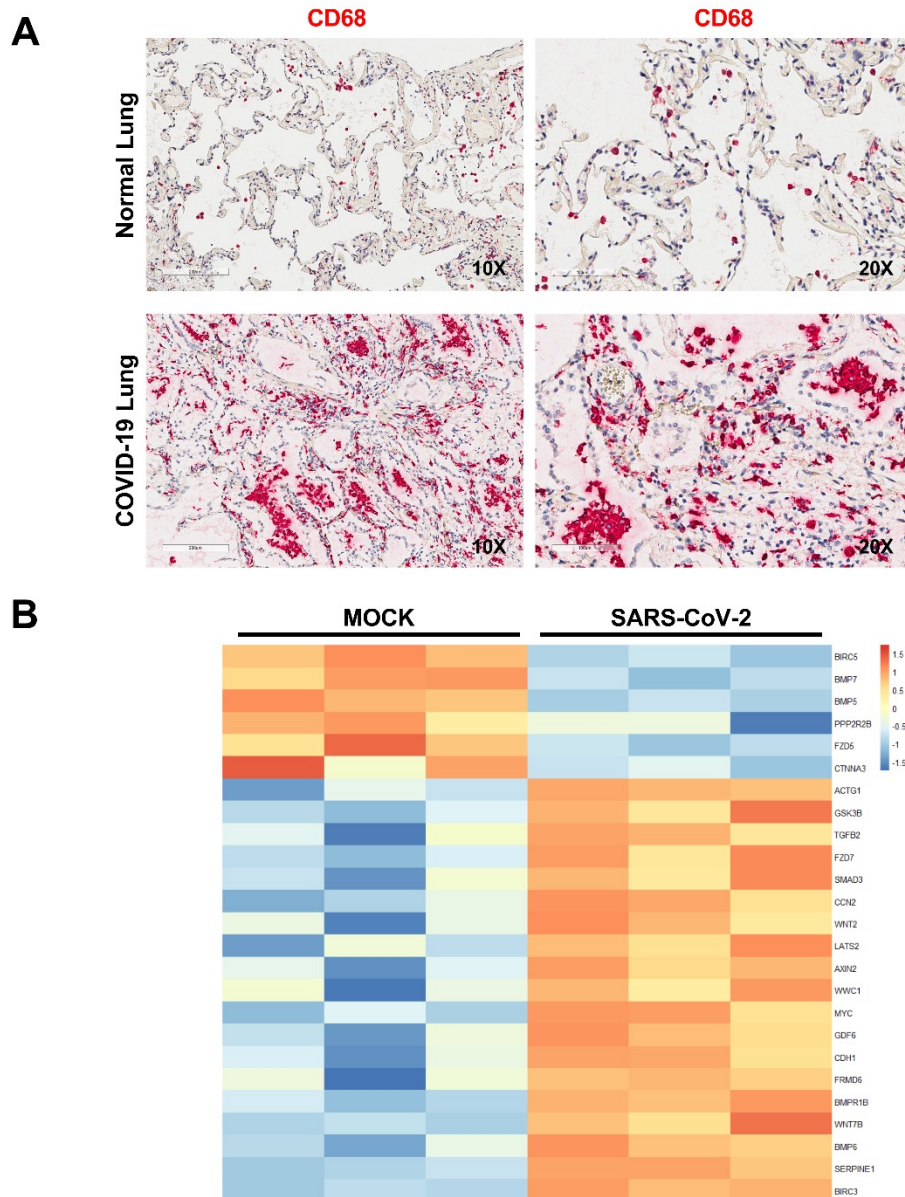 A
CD68
CD68
Normal Lung
10X
20X
COVID-19 Lung
200um
10X
20X
B
MOCK
SARS-CoV-2
1.5
1
0.5
0
-0.5
-1
-1.5
BIRC5
BMP7
BMP5
PPP2R2B
FZD5
CTNNA3
ACTG1
GSK3B
TGFB2
FZD7
SMAD3
CCN2
WNT2
LATS2
AXIN2
WWC1
MYC
GDF6
CDH1
FRMD6
BMPR1B
WNT7B
BMP6
SERPINE1
BIRC3